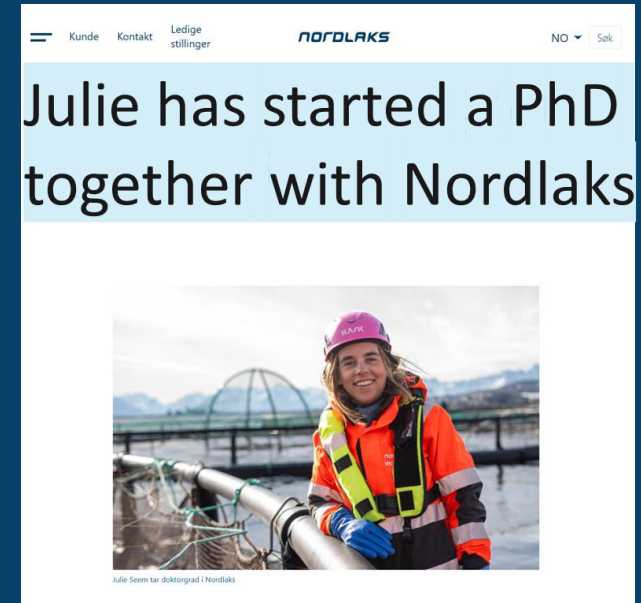 Kunde Kontakt Ledige stillinger NORDLAKS NO Søk
Julie has started a PhD
together with Nordlaks
KASK
Julie Seem tar doktorgrad i Nordlaks